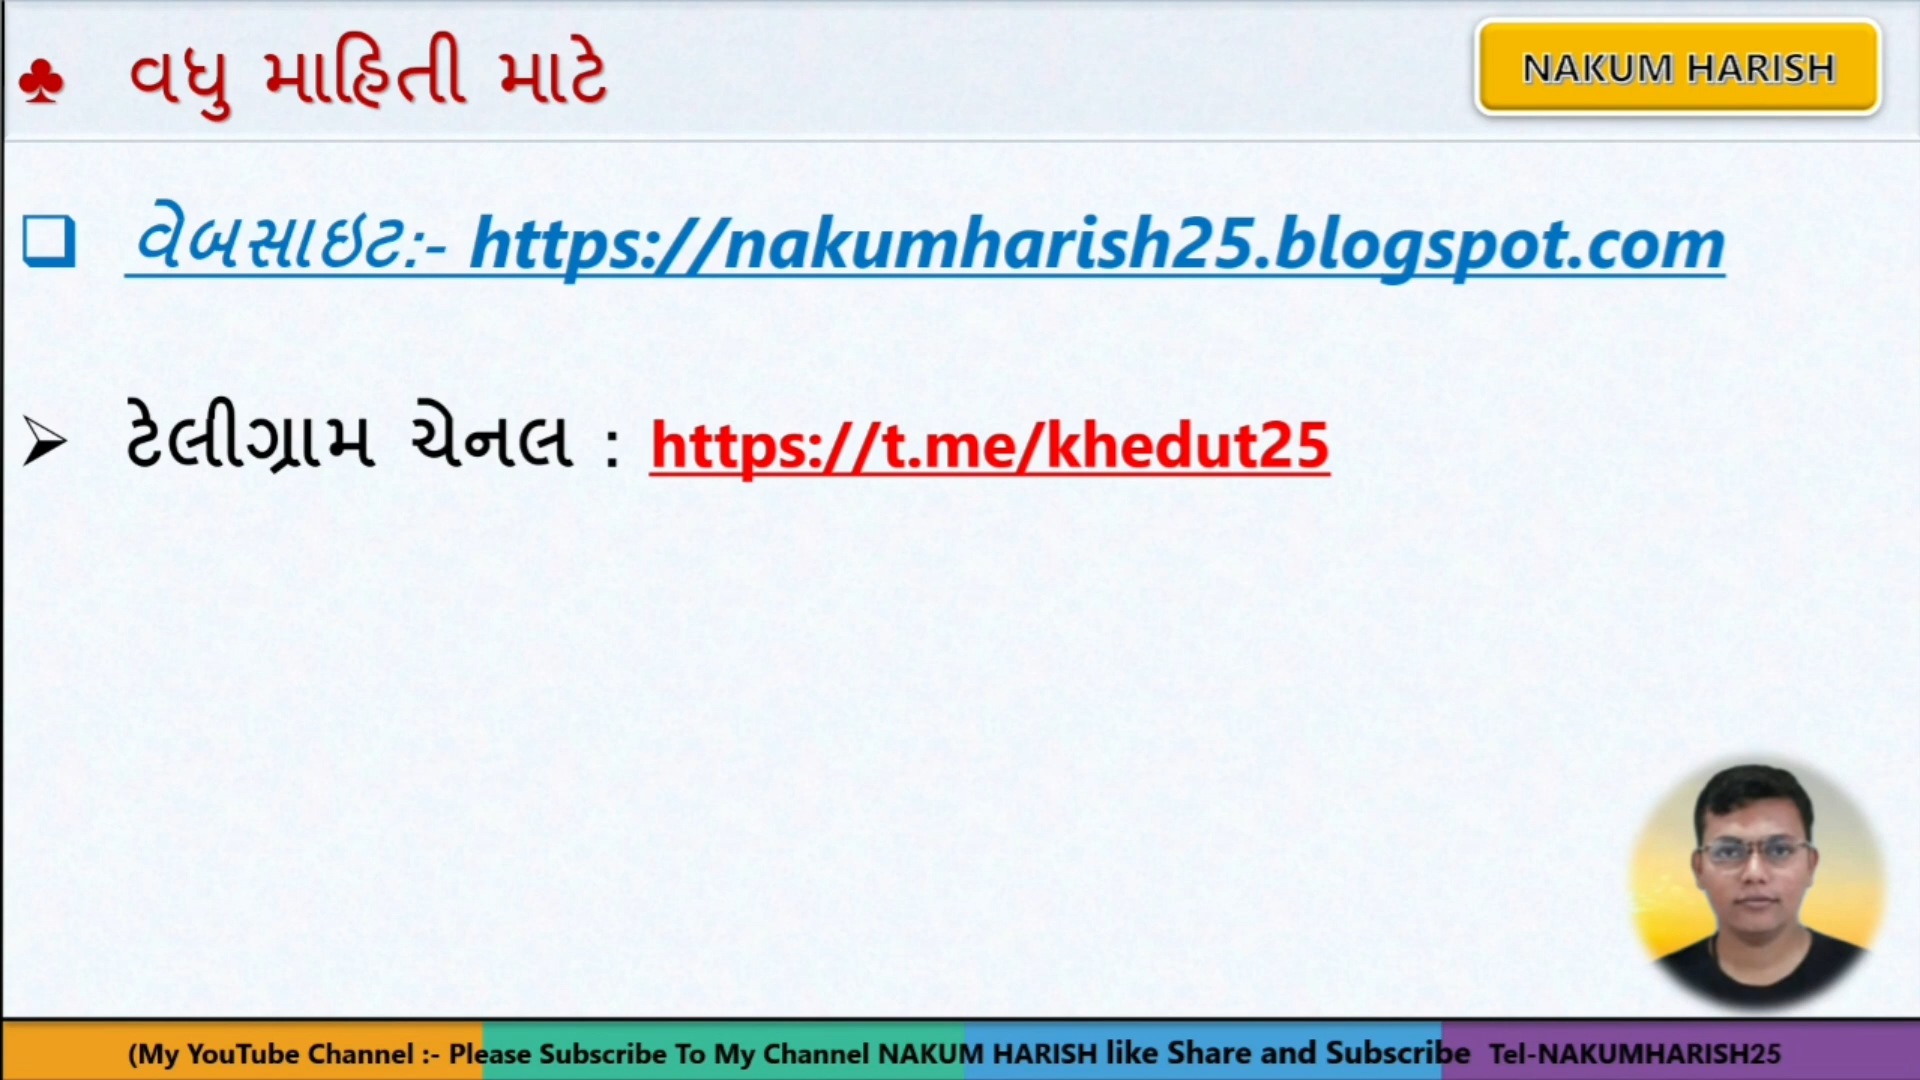 ♣ વધુ માહિતી માટે
NAKUM HARISH
❑ વેબસાઇટ:- https://nakumharish25.blogspot.com
➢ ટેલીગ્રામ ચેનલ : https://t.me/khedut25
(My YouTube Channel :- Please Subscribe To My Channel NAKUM HARISH like Share and Subscribe Tel-NAKUMHARISH25